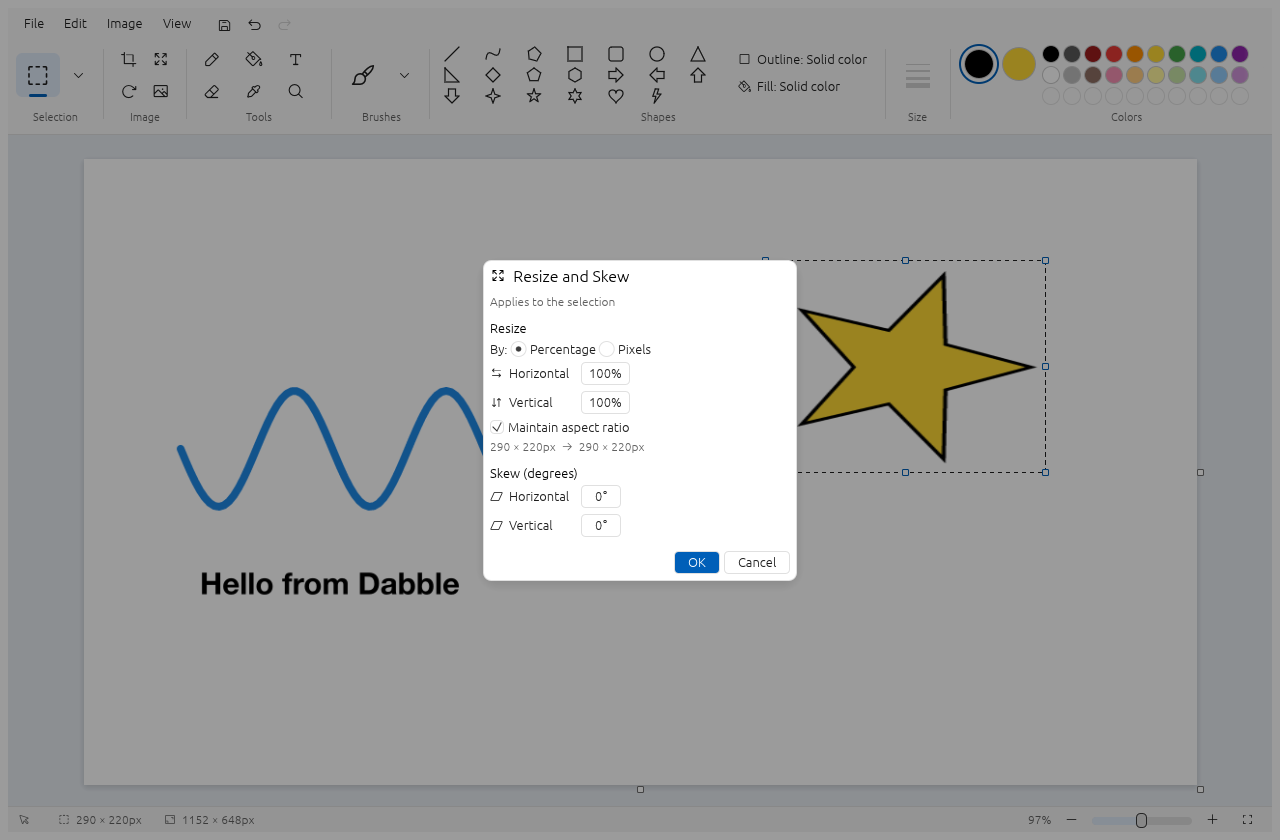 File Edit Image View
Outline: Solid color
Fill: Solid color
Selection Image Tools Brushes Shapes Size Colors
Resize and Skew
Applies to the selection
Resize
By: Percentage Pixels
Horizontal 100%
Vertical 100%
Maintain aspect ratio
290 × 220px → 290 × 220px
Skew (degrees)
Horizontal 0°
Vertical 0°
OK Cancel
Hello from Dabble
290 × 220px 1152 × 648px 97%